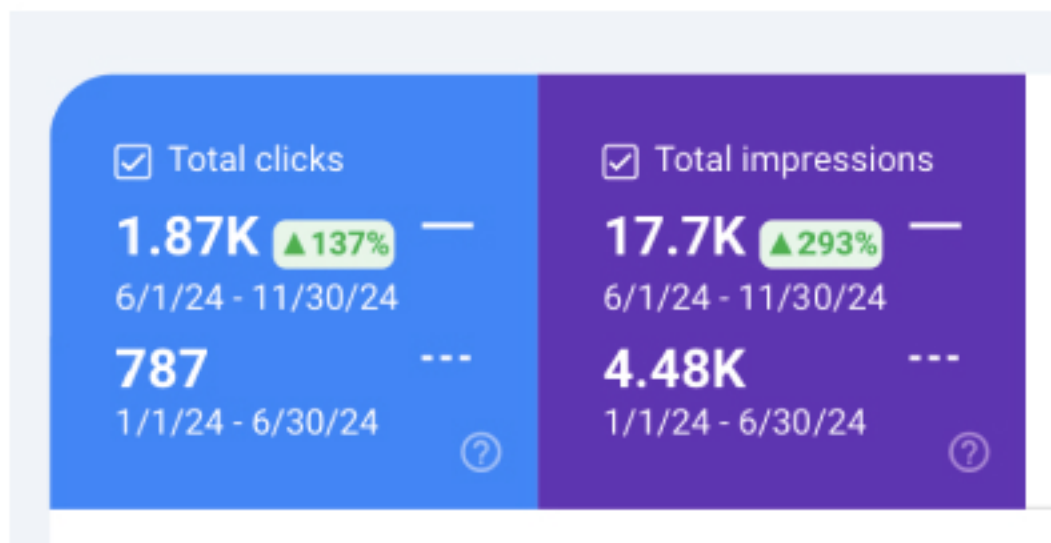 Total clicks
1.87K ▲137%
6/1/24 - 11/30/24
787
1/1/24 - 6/30/24
Total impressions
17.7K ▲293%
6/1/24 - 11/30/24
4.48K
1/1/24 - 6/30/24